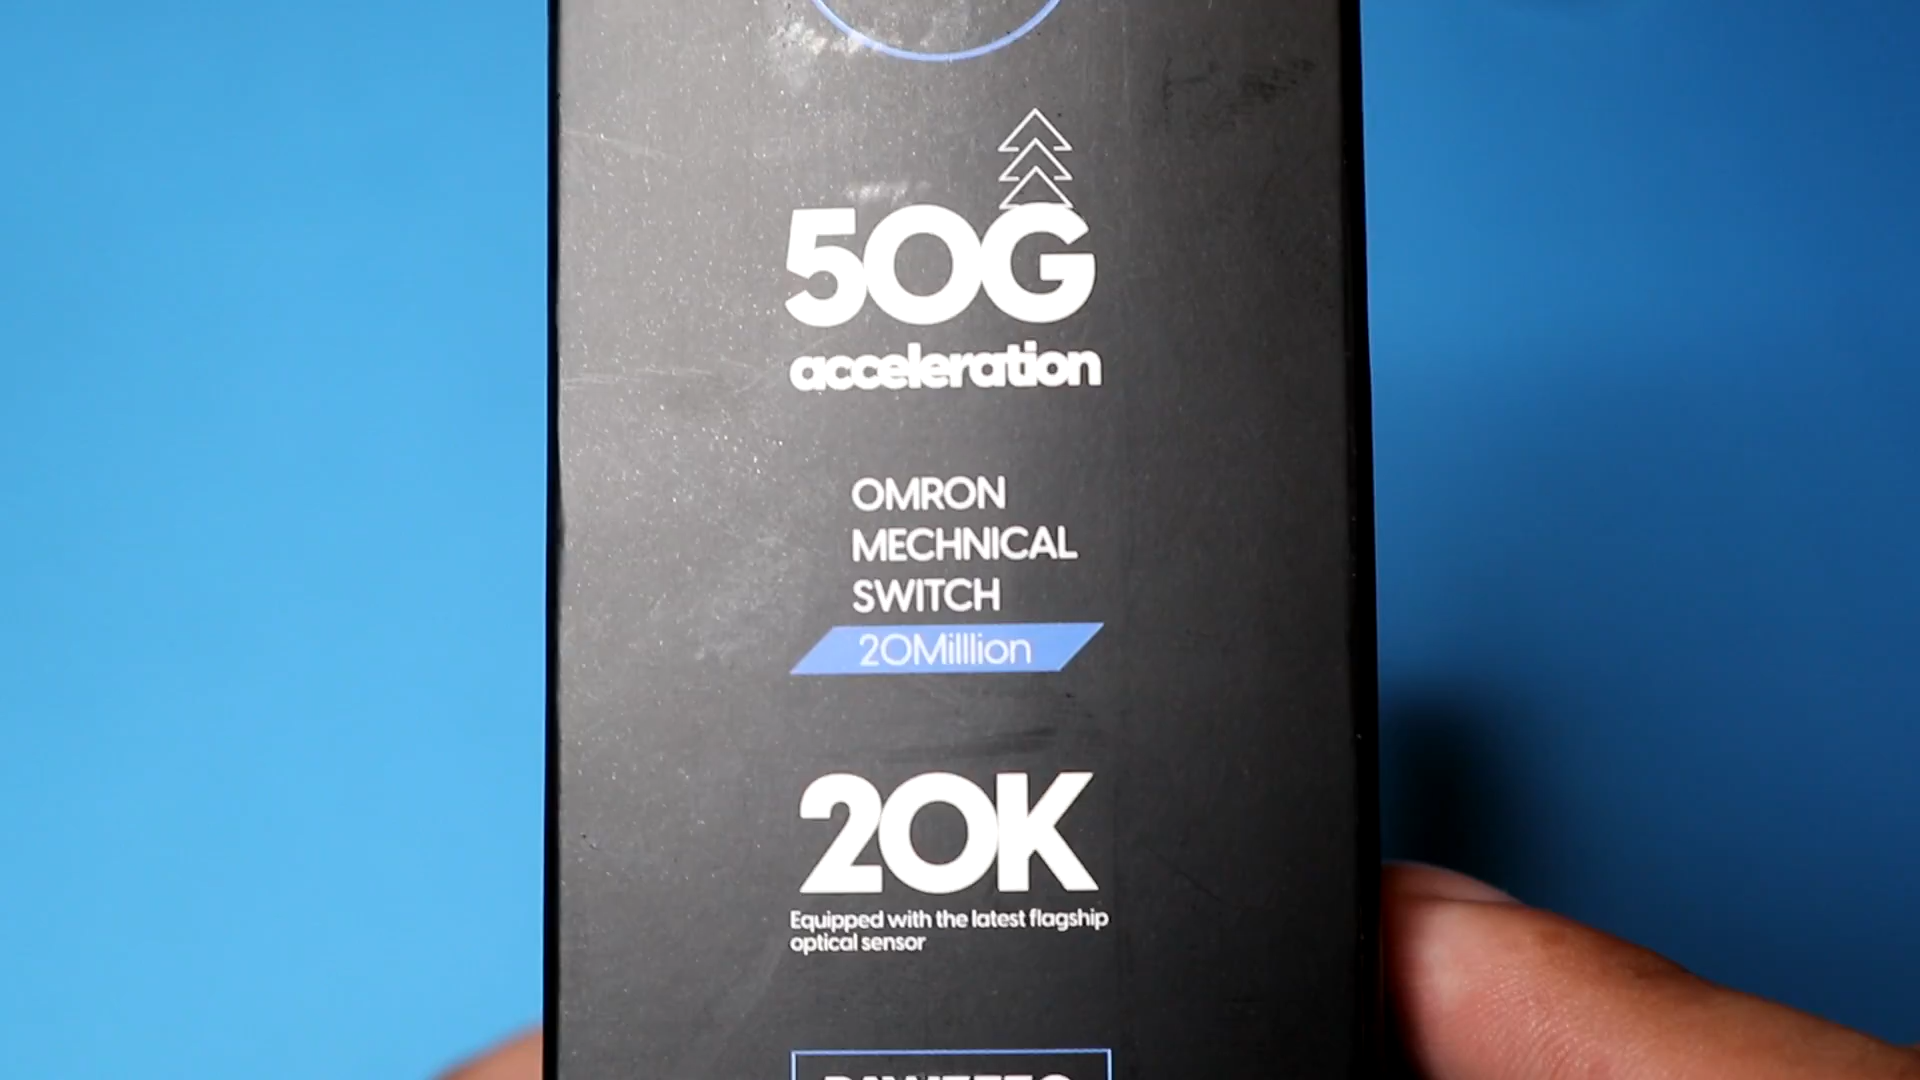 50G
acceleration
OMRON
MECHNICAL
SWITCH
20Milllion
20K
Equipped with the latest flagship
optical sensor